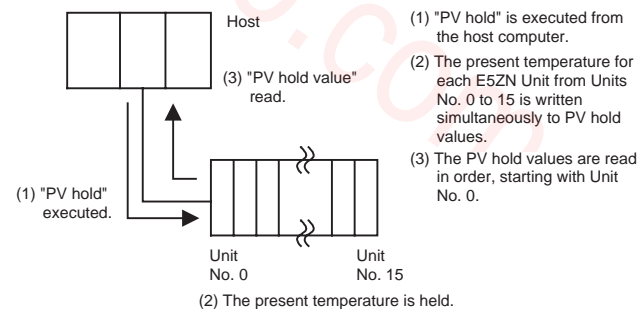 Host
(3) "PV hold value"
read.
(1) "PV hold"
executed.
Unit
No. 0
Unit
No. 15
(2) The present temperature is held.
(1) "PV hold" is executed from
the host computer.
(2) The present temperature for
each E5ZN Unit from Units
No. 0 to 15 is written
simultaneously to PV hold
values.
(3) The PV hold values are read
in order, starting with Unit
No. 0.